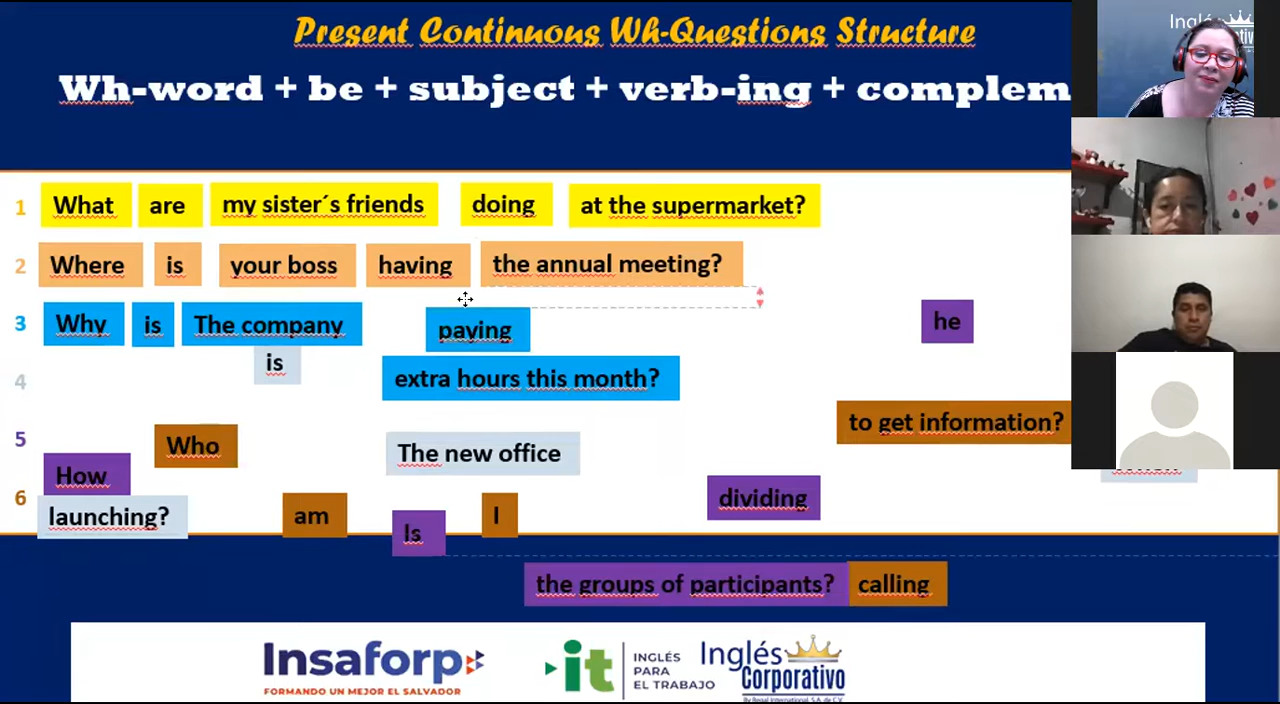 Present Continuous Wh-Questions Structure
Wh-word + be + subject + verb-ing + complem
Inglés
1 What are my sister´s friends doing at the supermarket?
2 Where is your boss having the annual meeting?
3 Why is The company paying he
is
4 extra hours this month?
to get information?
5 Who The new office
How dividing
6 launching? am Is I
the groups of participants? calling
Insaforp
FORMANDO UN MEJOR EL SALVADOR
it
INGLÉS
PARA
EL TRABAJO
Inglés
Corporativo
By Regal International, S.A. de C.V.